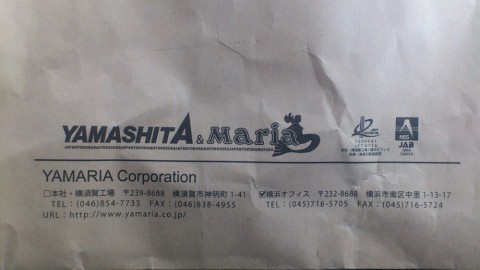 YAMASHITA & Maria
JAB
YAMARIA Corporation
□本社・横須賀工場 〒239-8688 横須賀市神明町1-41 ☑横浜オフィス 〒232-8688 横浜市南区中里1-13-17
TEL：(046)854-7733 FAX：(046)838-4955 TEL：(045)716-5705 FAX：(045)716-5724
URL：http://www.yamaria.co.jp/